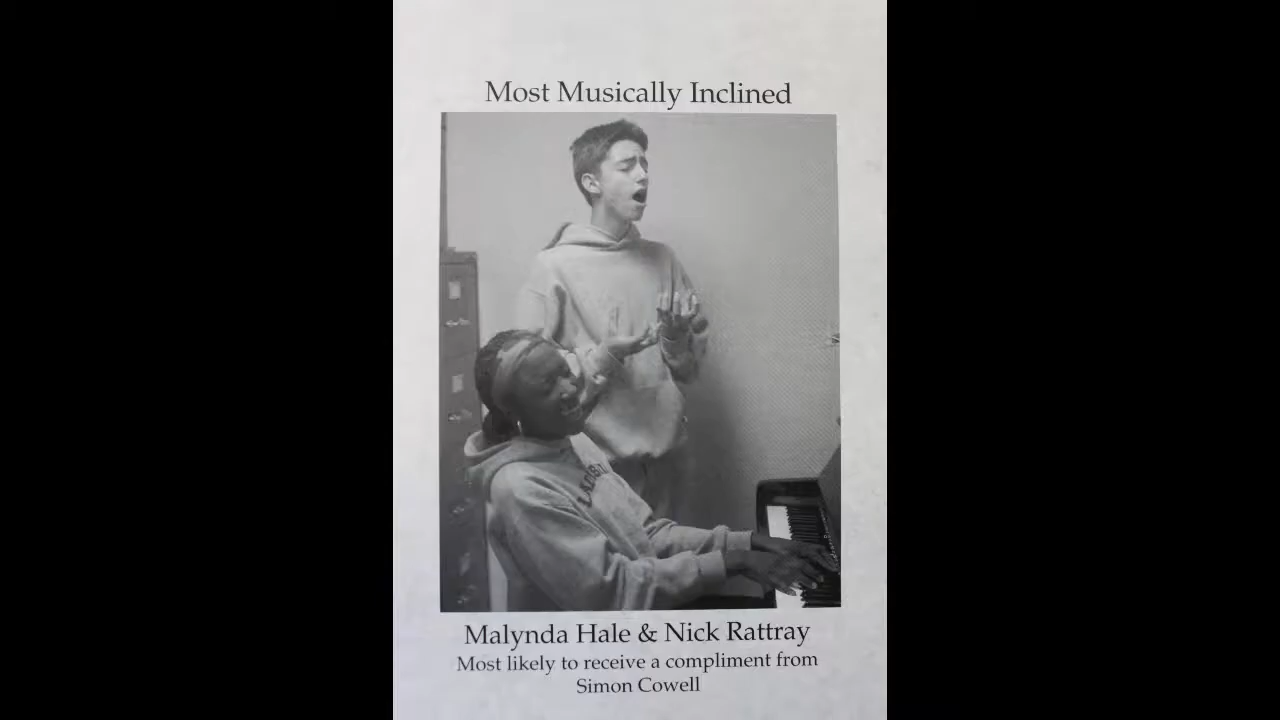 Most Musically Inclined
Malynda Hale & Nick Rattray
Most likely to receive a compliment from
Simon Cowell